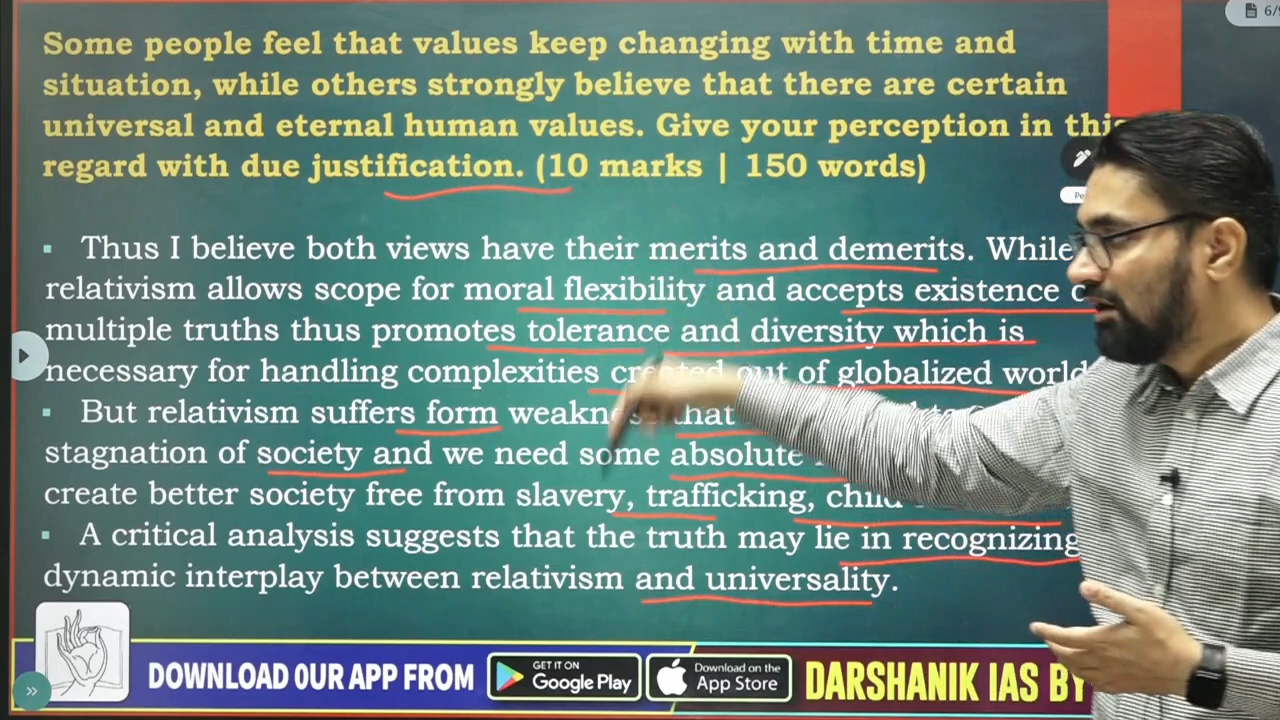 6/
Some people feel that values keep changing with time and
situation, while others strongly believe that there are certain
universal and eternal human values. Give your perception in this
regard with due justification. (10 marks | 150 words)
▪ Thus I believe both views have their merits and demerits. While
relativism allows scope for moral flexibility and accepts existence
multiple truths thus promotes tolerance and diversity which is
necessary for handling complexities created out of globalized world
▪ But relativism suffers form that
stagnation of society and we need some absolute
create better society free from slavery, trafficking, child
▪ A critical analysis suggests that the truth may lie in recognizing
dynamic interplay between relativism and universality.
DOWNLOAD OUR APP FROM
GET IT ON
Google Play
Download on the
App Store
DARSHANIK IAS BY